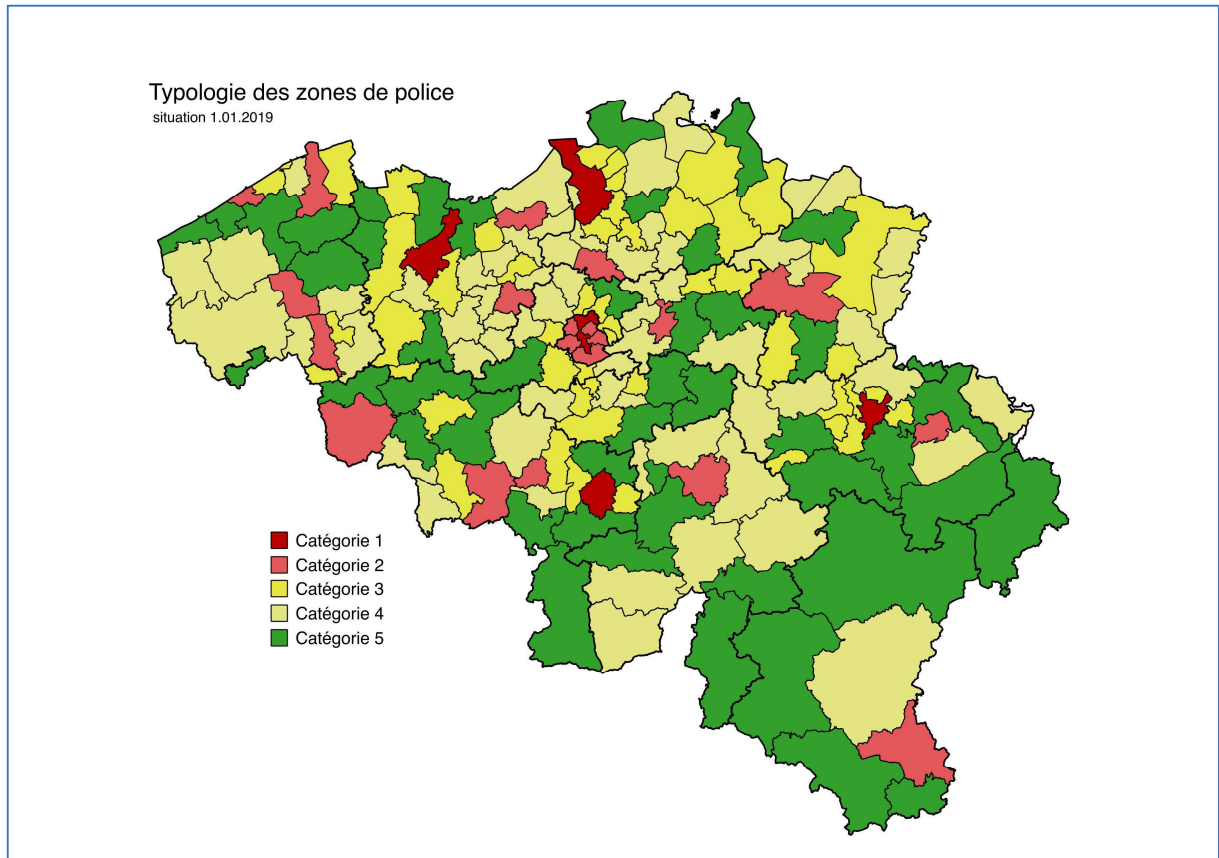 Typologie des zones de police
situation 1.01.2019
Catégorie 1
Catégorie 2
Catégorie 3
Catégorie 4
Catégorie 5